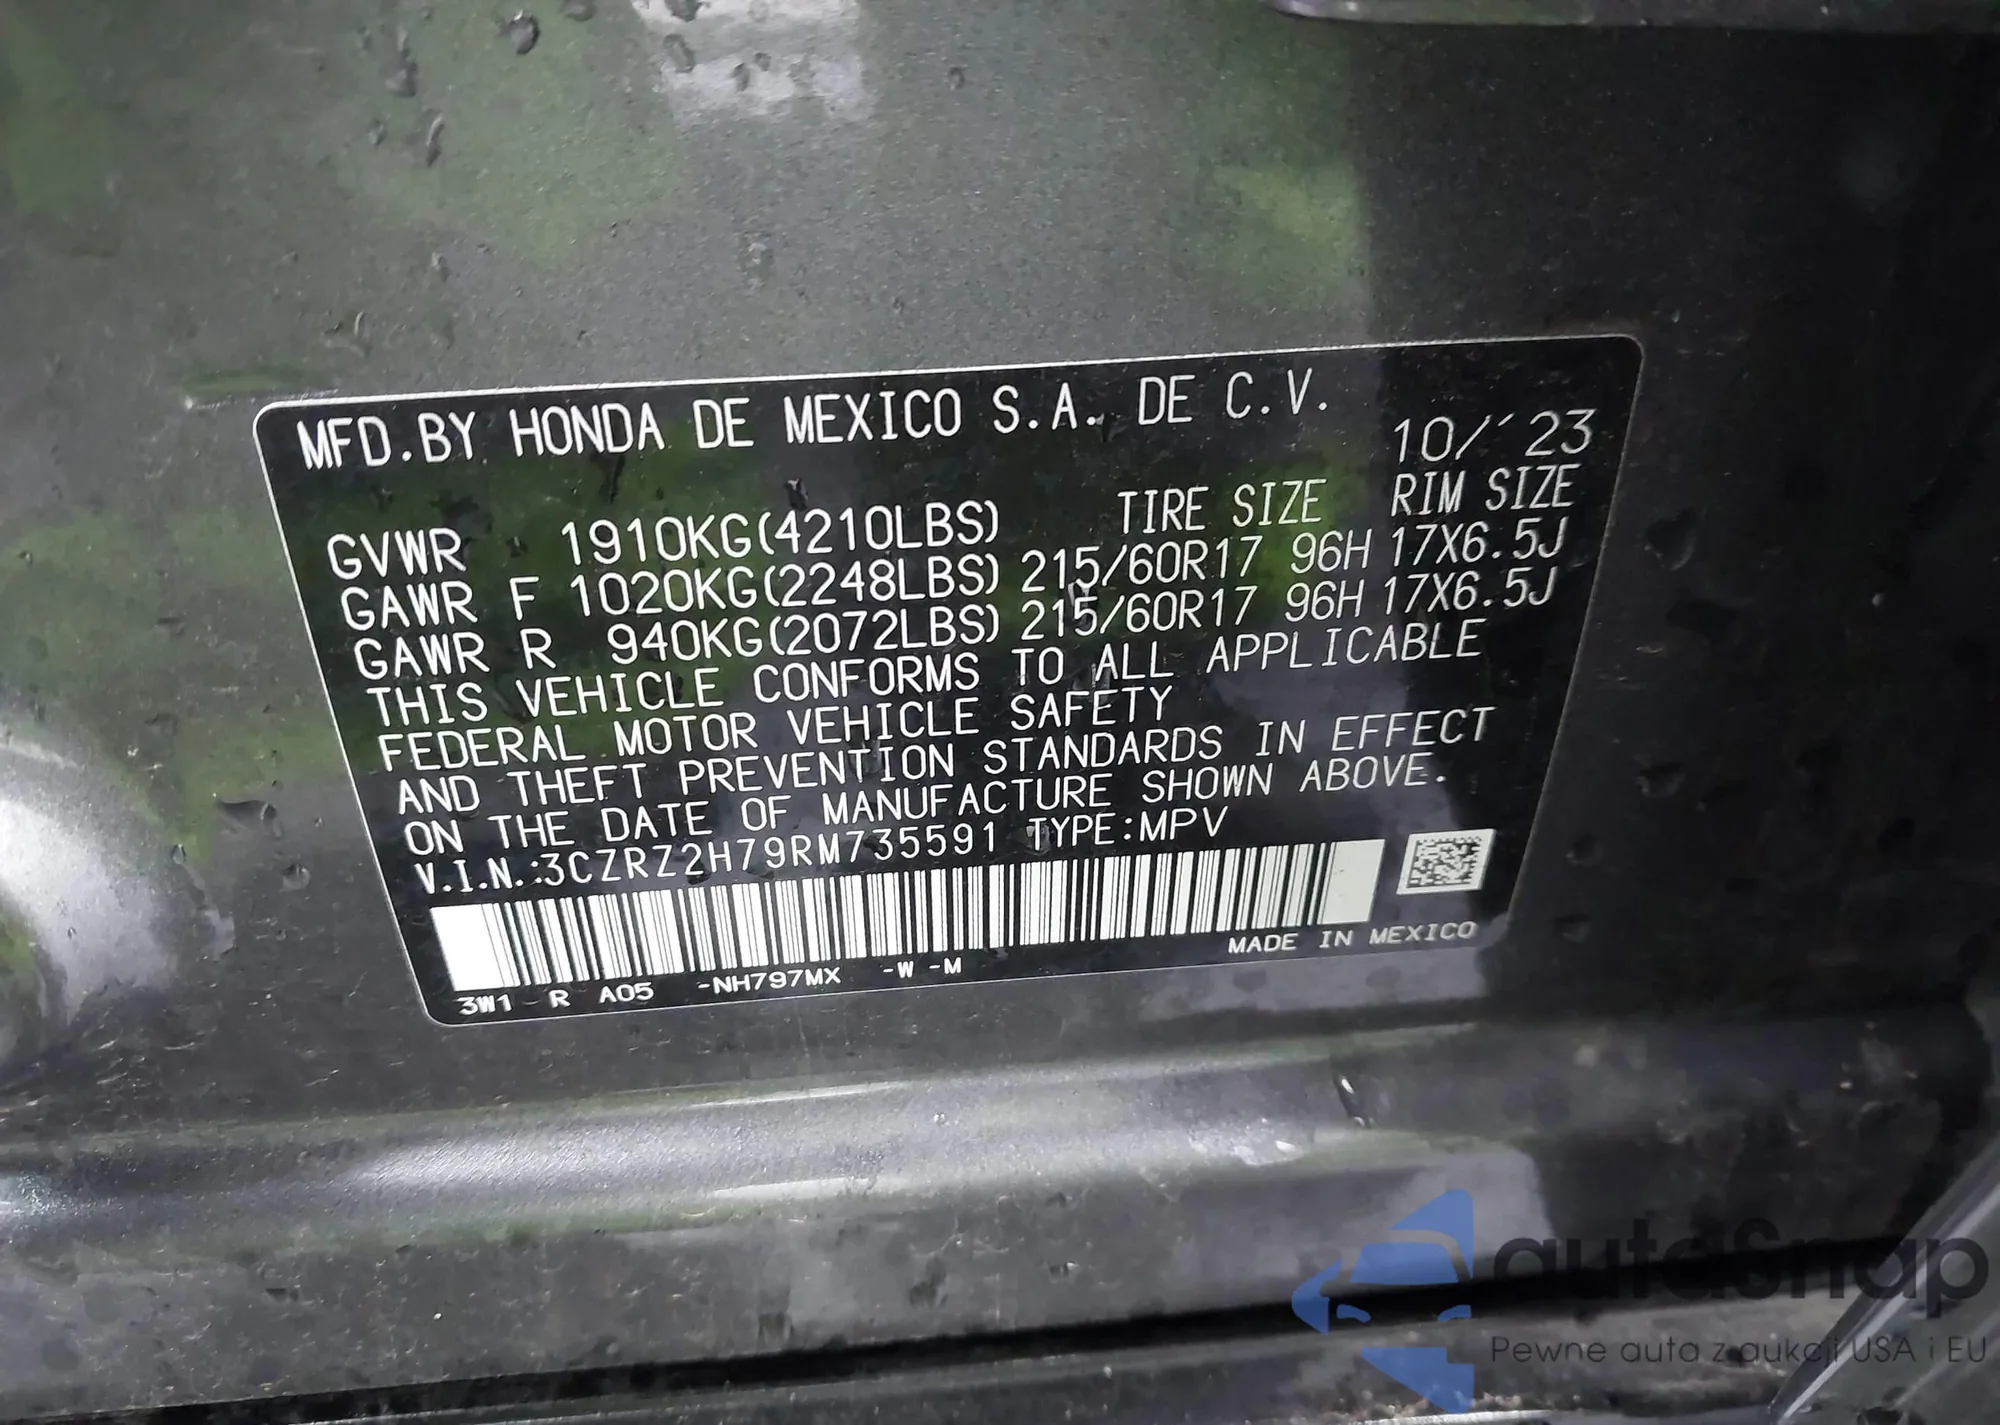 MFD.BY HONDA DE MEXICO S.A. DE C.V.
10/'23
GVWR 1910KG(4210LBS) TIRE SIZE RIM SIZE
GAWR F 1020KG(2248LBS) 215/60R17 96H 17X6.5J
GAWR R 940KG(2072LBS) 215/60R17 96H 17X6.5J
THIS VEHICLE CONFORMS TO ALL APPLICABLE
FEDERAL MOTOR VEHICLE SAFETY
AND THEFT PREVENTION STANDARDS IN EFFECT
ON THE DATE OF MANUFACTURE SHOWN ABOVE.
V.I.N.:3CZRZ2H79RM735591 TYPE:MPV
MADE IN MEXICO
3W1 R A05 -NH797MX -W -M
autoSnap
Pewne auta z aukcji USA i EU